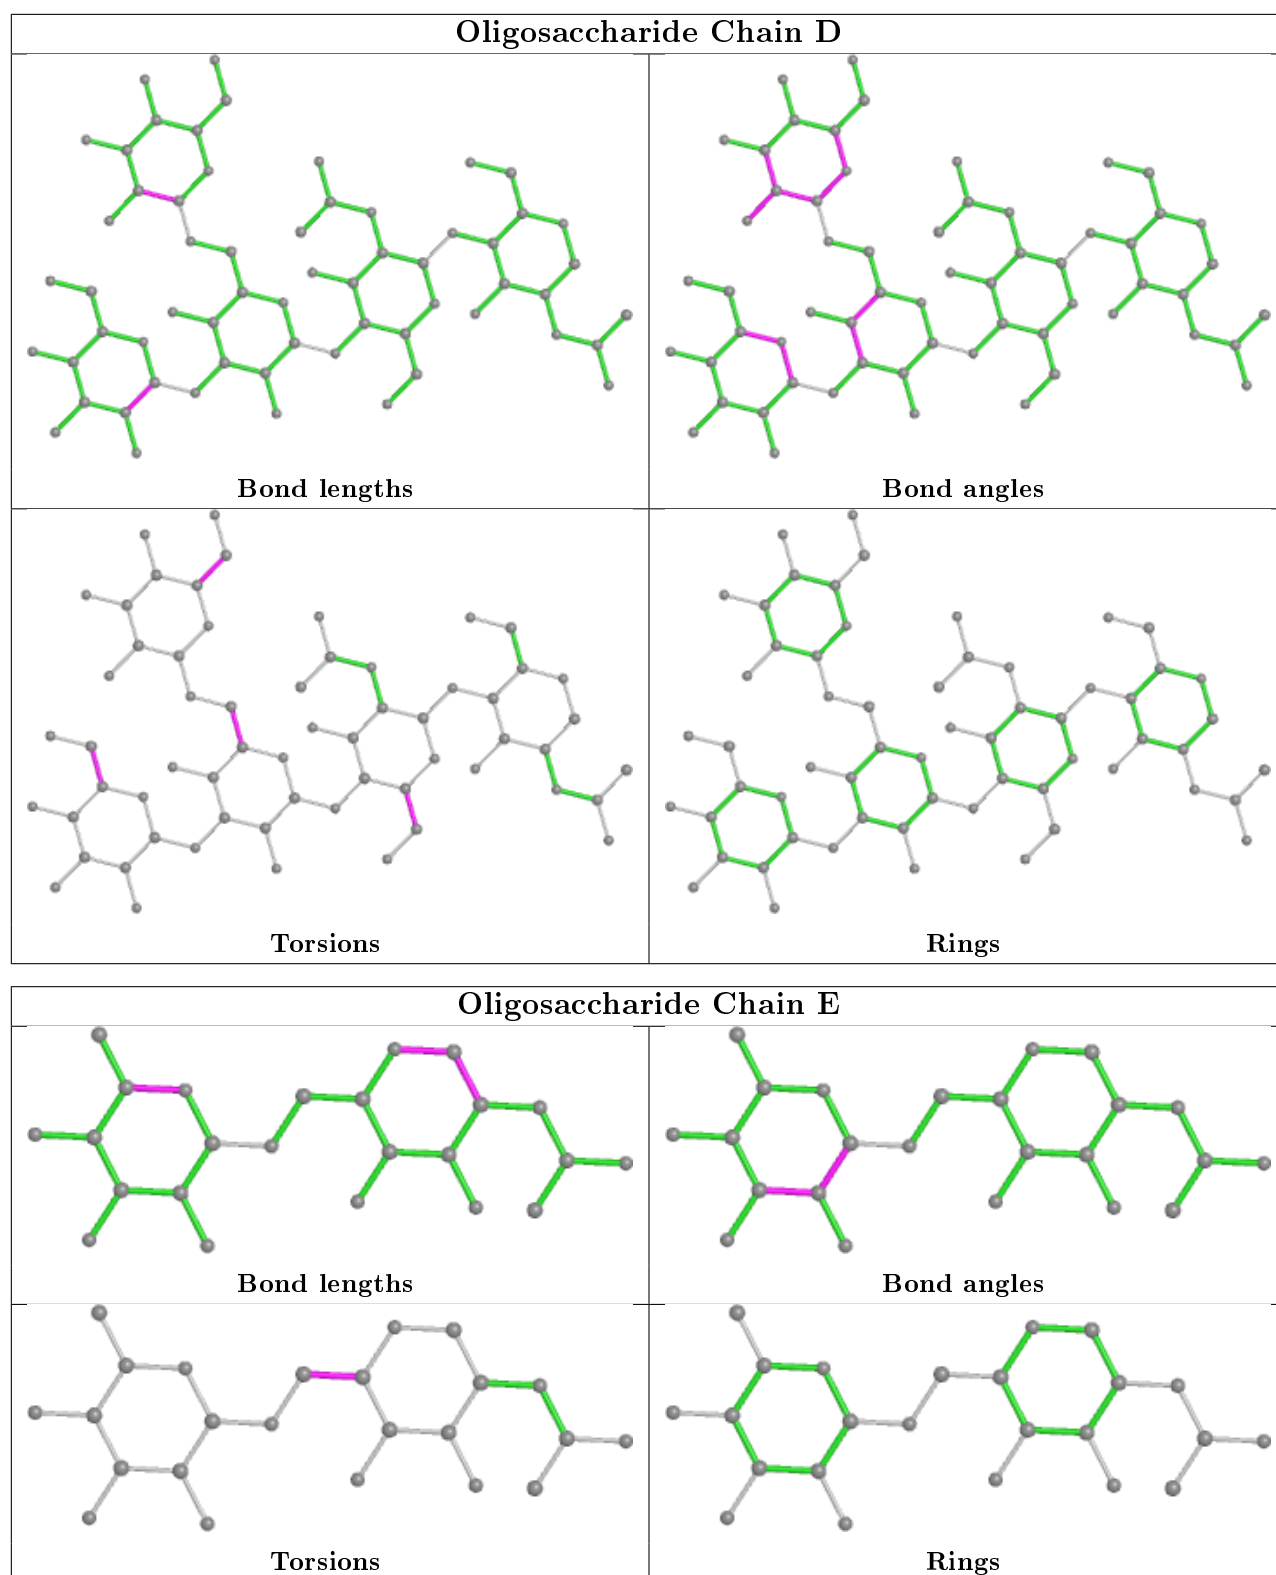 Oligosaccharide Chain D
Bond lengths
Bond angles
Torsions
Rings
Oligosaccharide Chain E
Bond lengths
Bond angles
Torsions
Rings